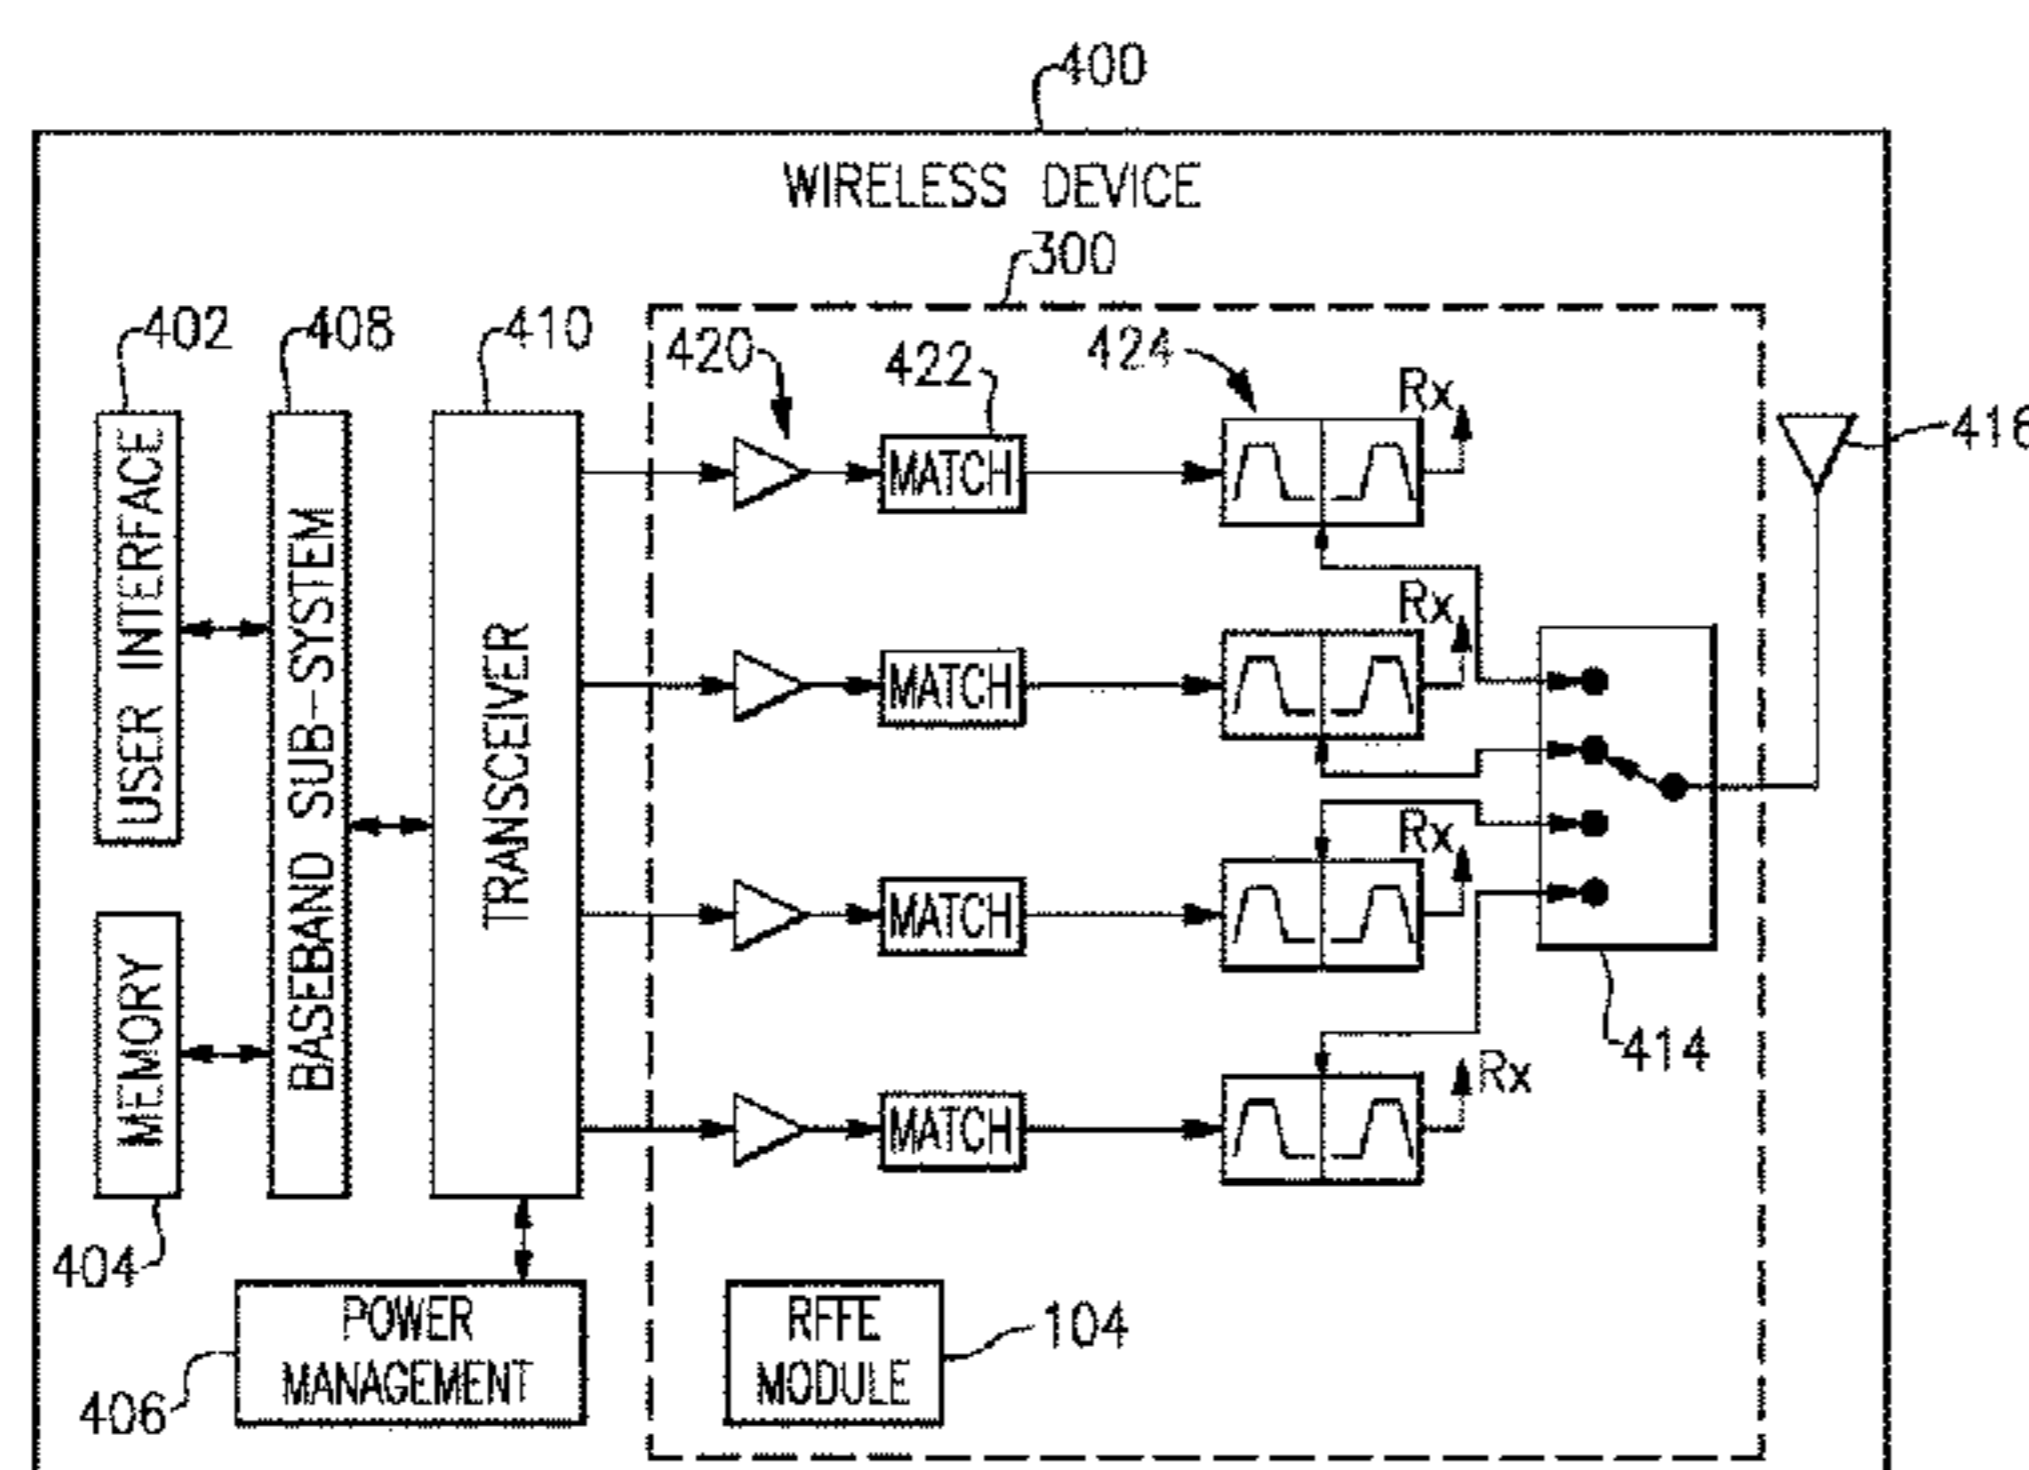 400
WIRELESS DEVICE
300
402
408
410
420
422
424
Rx
416
USER INTERFACE
BASEBAND SUB-SYSTEM
TRANSCEIVER
MATCH
Rx
MATCH
Rx
MATCH
414
Rx
MATCH
MEMORY
404
POWER
MANAGEMENT
406
RFFE
MODULE
104